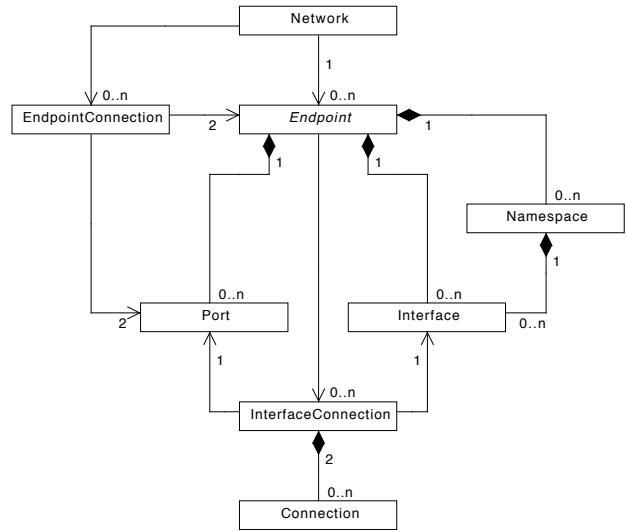 Network
1
0..n
0..n
EndpointConnection
2
Endpoint
1
1
1
0..n
Namespace
1
0..n
0..n
2
Port
Interface
0..n
1
1
0..n
InterfaceConnection
2
0..n
Connection